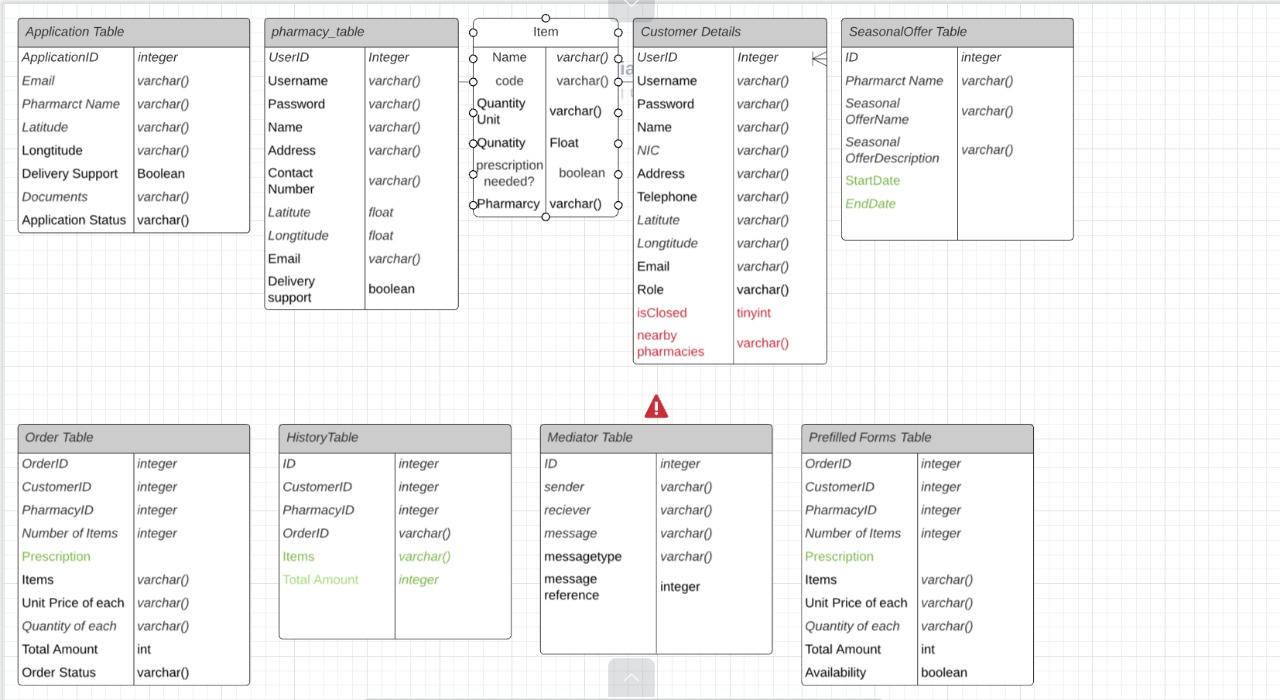 Application Table
ApplicationID integer
Email varchar()
Pharmarct Name varchar()
Latitude varchar()
Longtitude varchar()
Delivery Support Boolean
Documents varchar()
Application Status varchar()
pharmacy_table
UserID Integer
Username varchar()
Password varchar()
Name varchar()
Address varchar()
Contact
Number varchar()
Latitute float
Longtitude float
Email varchar()
Delivery
support boolean
Item
Name varchar()
code varchar()
Quantity
Unit varchar()
Qunatity Float
prescription
needed? boolean
Pharmarcy varchar()
Customer Details
UserID Integer
Username varchar()
Password varchar()
Name varchar()
NIC varchar()
Address varchar()
Telephone varchar()
Latitute varchar()
Longtitude varchar()
Email varchar()
Role varchar()
isClosed tinyint
nearby
pharmacies varchar()
SeasonalOffer Table
ID integer
Pharmarct Name varchar()
Seasonal
OfferName varchar()
Seasonal
OfferDescription varchar()
StartDate
EndDate
Order Table
OrderID integer
CustomerID integer
PharmacyID integer
Number of Items integer
Prescription
Items varchar()
Unit Price of each varchar()
Quantity of each varchar()
Total Amount int
Order Status varchar()
HistoryTable
ID integer
CustomerID integer
PharmacyID integer
OrderID varchar()
Items varchar()
Total Amount integer
Mediator Table
ID integer
sender varchar()
reciever varchar()
message varchar()
messagetype varchar()
message
reference integer
Prefilled Forms Table
OrderID integer
CustomerID integer
PharmacyID integer
Number of Items integer
Prescription
Items varchar()
Unit Price of each varchar()
Quantity of each varchar()
Total Amount int
Availability boolean